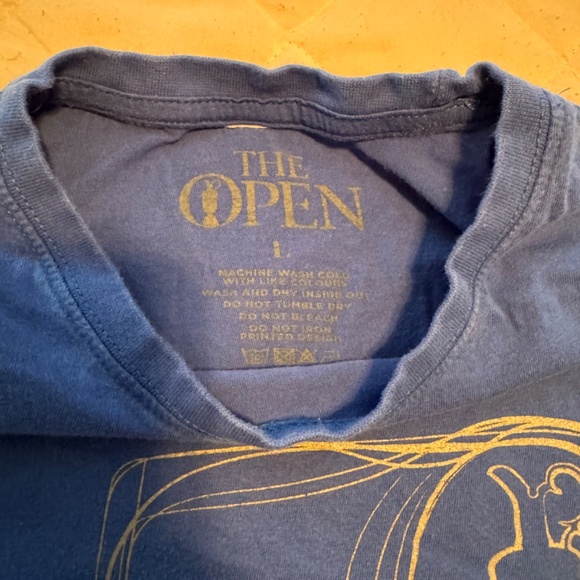 THE
OPEN
L
MACHINE WASH COLD
WITH LIKE COLOURS
WASH AND DRY INSIDE OUT
DO NOT TUMBLE DRY
DO NOT BLEACH
DO NOT IRON
PRINTED DESIGN